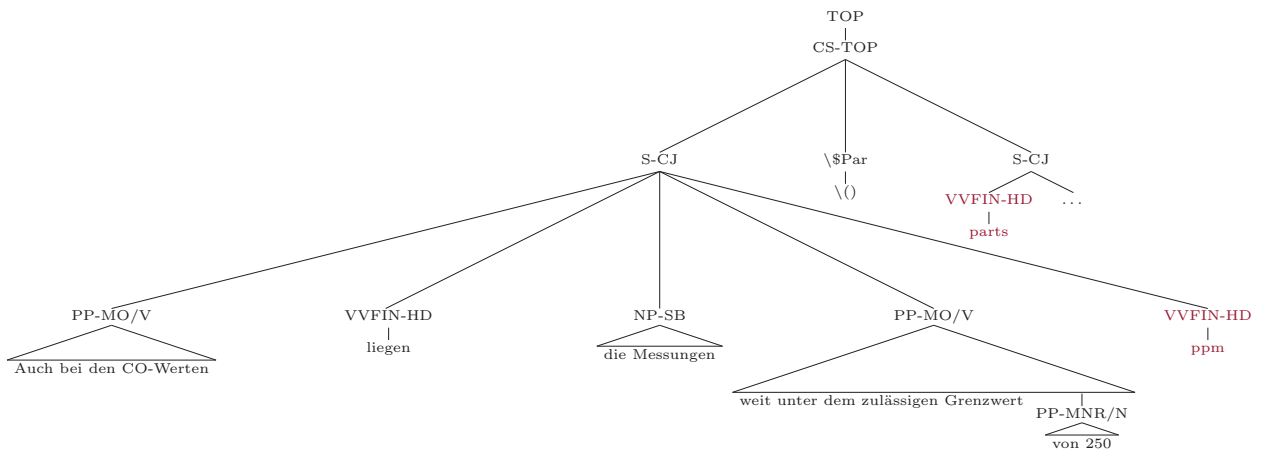 TOP
CS-TOP
S-CJ \$Par S-CJ
\() VVFIN-HD ...
parts
PP-MO/V VVFIN-HD NP-SB PP-MO/V VVFIN-HD
liegen die Messungen ppm
Auch bei den CO-Werten
weit unter dem zulässigen Grenzwert
PP-MNR/N
von 250